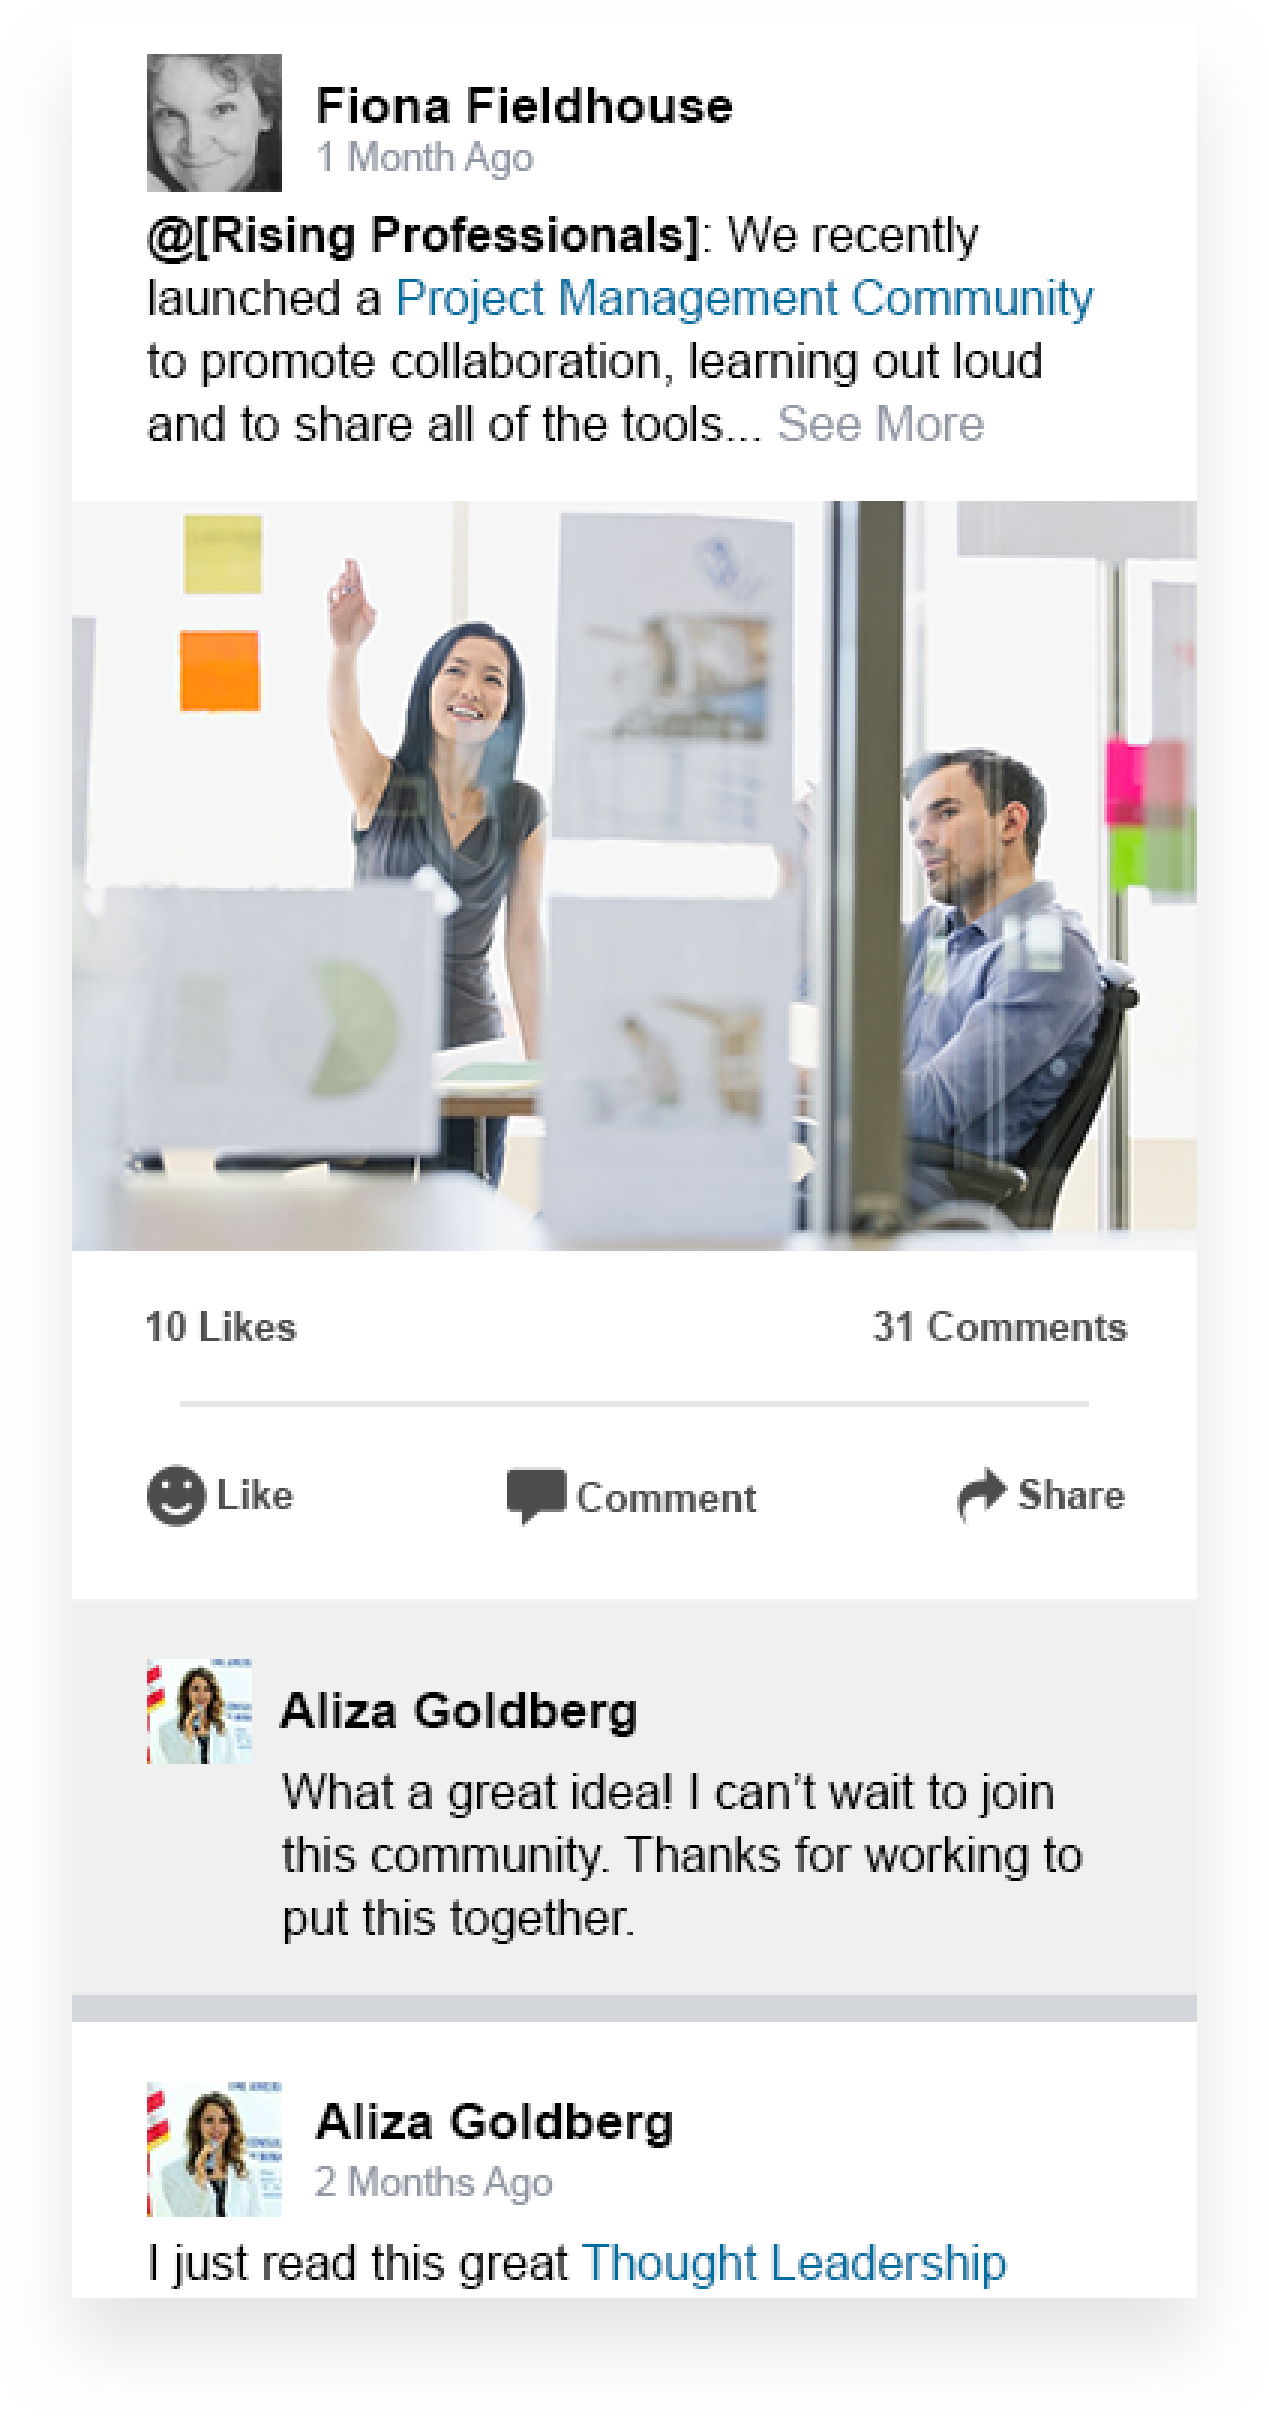 Fiona Fieldhouse
1 Month Ago
@[Rising Professionals]: We recently
launched a Project Management Community
to promote collaboration, learning out loud
and to share all of the tools... See More
10 Likes
31 Comments
Like
Comment
Share
Aliza Goldberg
What a great idea! I can’t wait to join
this community. Thanks for working to
put this together.
Aliza Goldberg
2 Months Ago
I just read this great Thought Leadership